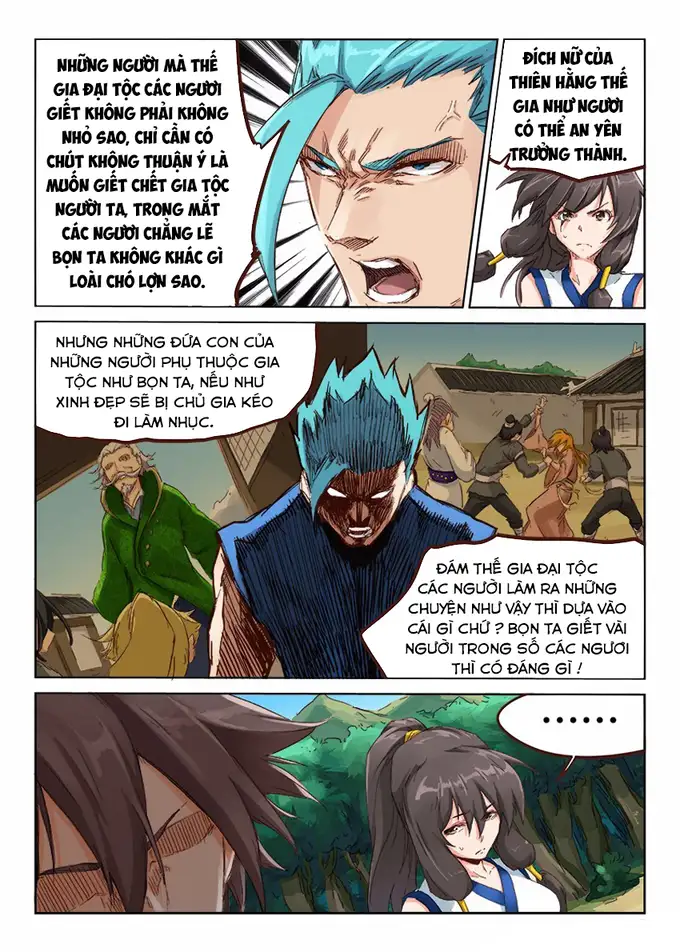 NHỮNG NGƯỜI MÀ THẾ
GIA ĐẠI TỘC CÁC NGƯƠI
GIẾT KHÔNG PHẢI KHÔNG
NHỎ SAO, CHỈ CẦN CÓ
CHÚT KHÔNG THUẬN Ý LÀ
MUỐN GIẾT CHẾT GIA TỘC
NGƯỜI TA, TRONG MẮT
CÁC NGƯƠI CHẲNG LẼ
BỌN TA KHÔNG KHÁC GÌ
LOÀI CHÓ LỢN SAO.
ĐÍCH NỮ CỦA
THIÊN HẰNG THẾ
GIA NHƯ NGƯƠI
CÓ THỂ AN YÊN
TRƯỞNG THÀNH.
NHƯNG NHỮNG ĐỨA CON CỦA
NHỮNG NGƯỜI PHỤ THUỘC GIA
TỘC NHƯ BỌN TA, NẾU NHƯ
XINH ĐẸP SẼ BỊ CHỦ GIA KÉO
ĐI LÀM NHỤC.
ĐÁM THẾ GIA ĐẠI TỘC
CÁC NGƯỜI LÀM RA NHỮNG
CHUYỆN NHƯ VẬY THÌ DỰA VÀO
CÁI GÌ CHỨ ? BỌN TA GIẾT VÀI
NGƯỜI TRONG SỐ CÁC NGƯƠI
THÌ CÓ ĐÁNG GÌ !
......